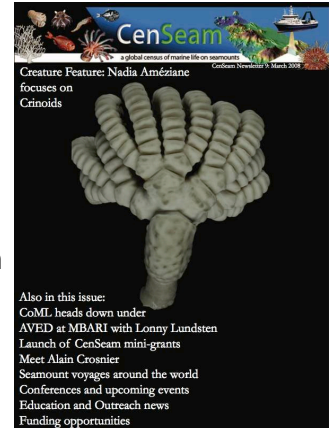 CenSeam
a global census of marine life on seamounts
CenSeam Newsletter 9: March 2008
Creature Feature: Nadia Améziane
focuses on
Crinoids
Also in this issue:
CoML heads down under
AVED at MBARI with Lonny Lundsten
Launch of CenSeam mini-grants
Meet Alain Crosnier
Seamount voyages around the world
Conferences and upcoming events
Education and Outreach news
Funding opportunities